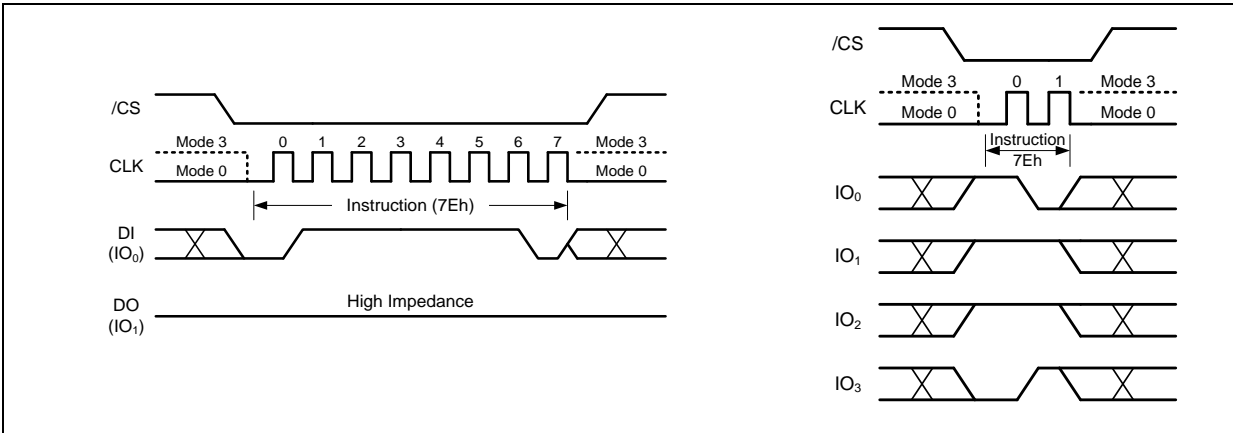 /CS
Mode 3 0 1 2 3 4 5 6 7 Mode 3
CLK
Mode 0 Mode 0
Instruction (7Eh)
DI
(IO₀)
High Impedance
DO
(IO₁)
/CS
Mode 3 0 1 Mode 3
CLK
Mode 0 Mode 0
Instruction
7Eh
IO₀
IO₁
IO₂
IO₃